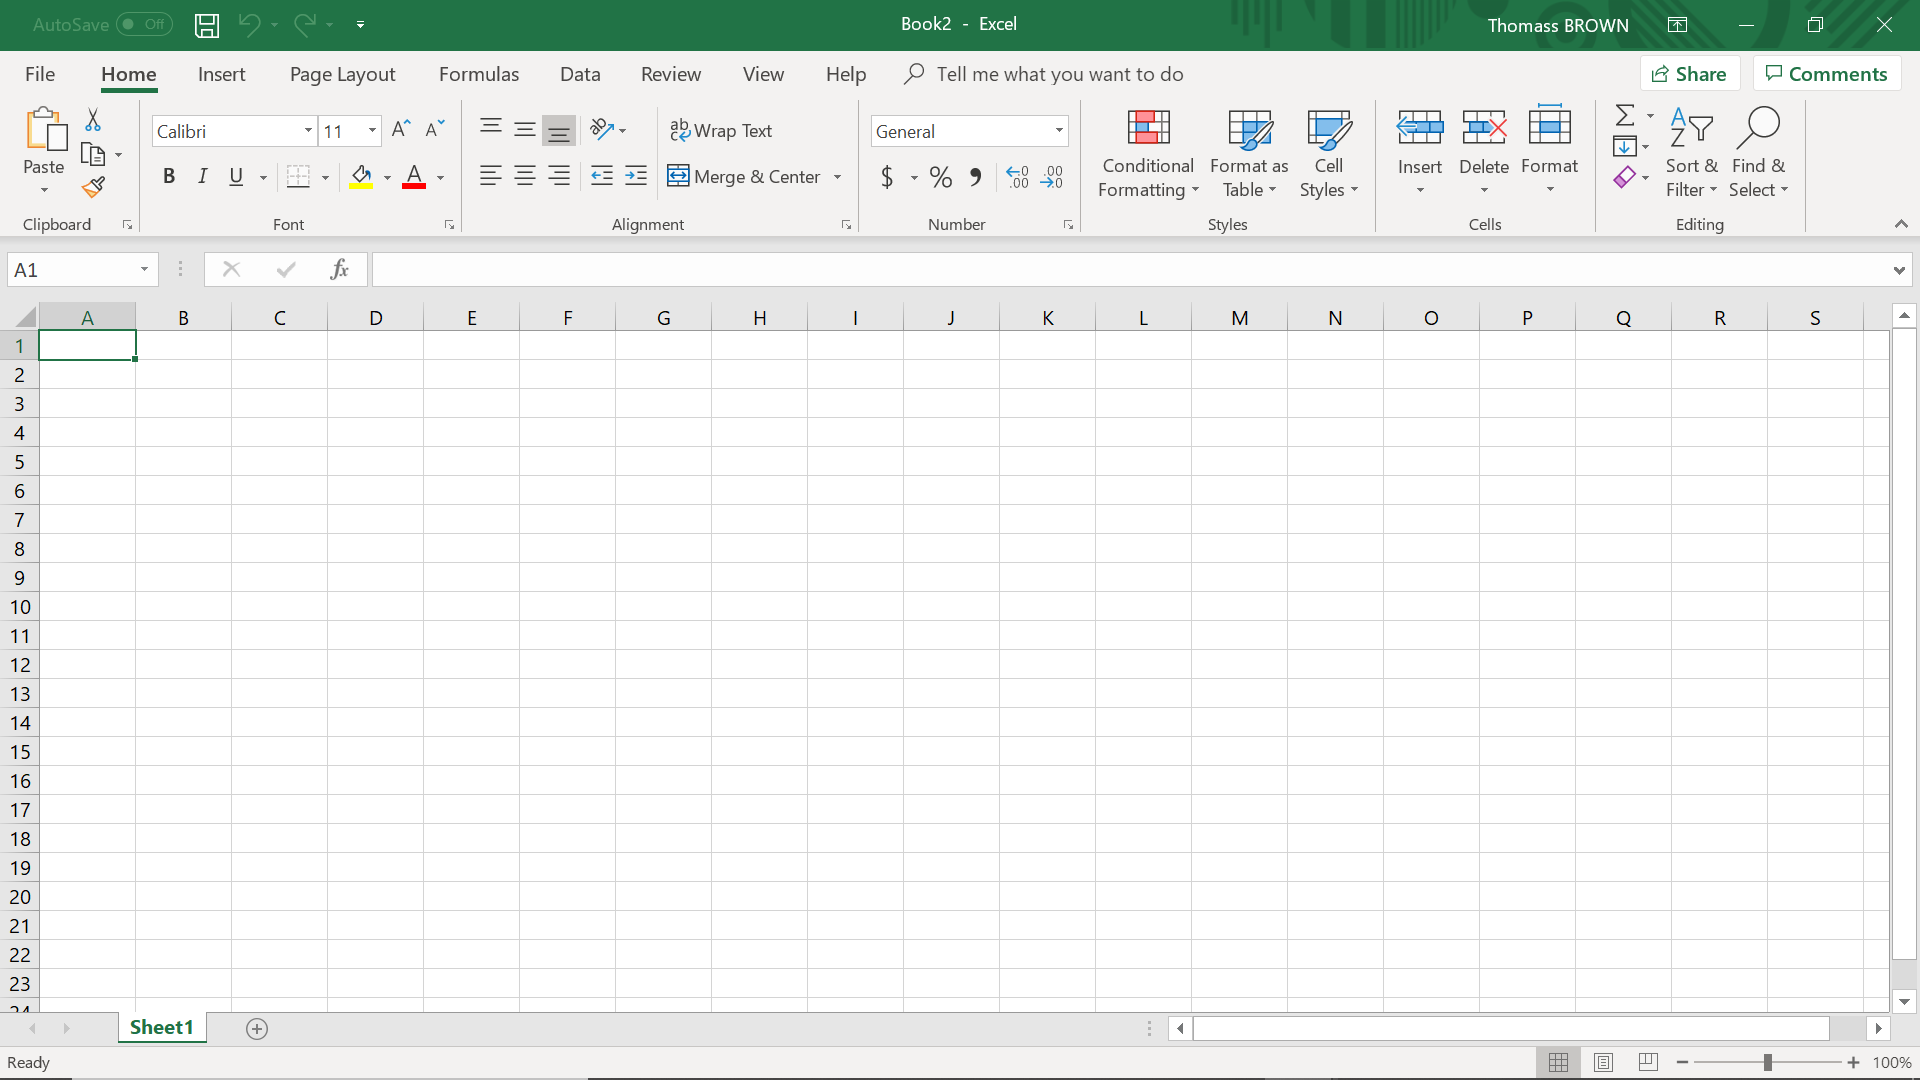 AutoSave Off
Book2 - Excel
Thomass BROWN
File Home Insert Page Layout Formulas Data Review View Help Tell me what you want to do Share Comments
Calibri 11 General
Wrap Text
Merge & Center
Paste
B I U
$ % ,
Conditional Formatting
Format as Table
Cell Styles
Insert Delete Format
Sort & Filter
Find & Select
Clipboard Font Alignment Number Styles Cells Editing
A1 fx
A B C D E F G H I J K L M N O P Q R S
1
2
3
4
5
6
7
8
9
10
11
12
13
14
15
16
17
18
19
20
21
22
23
24
Sheet1
Ready 100%